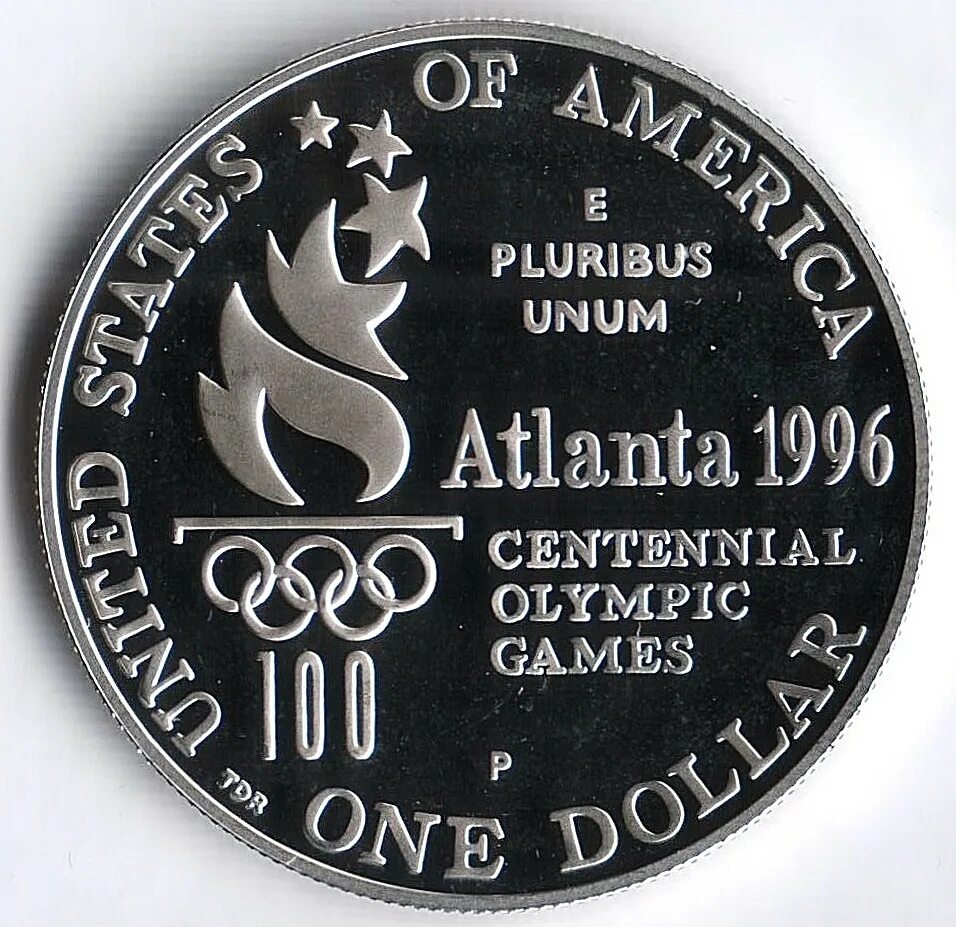 UNITED STATES OF AMERICA
E
PLURIBUS
UNUM
Atlanta 1996
CENTENNIAL
OLYMPIC
GAMES
100
P
TDR
ONE DOLLAR